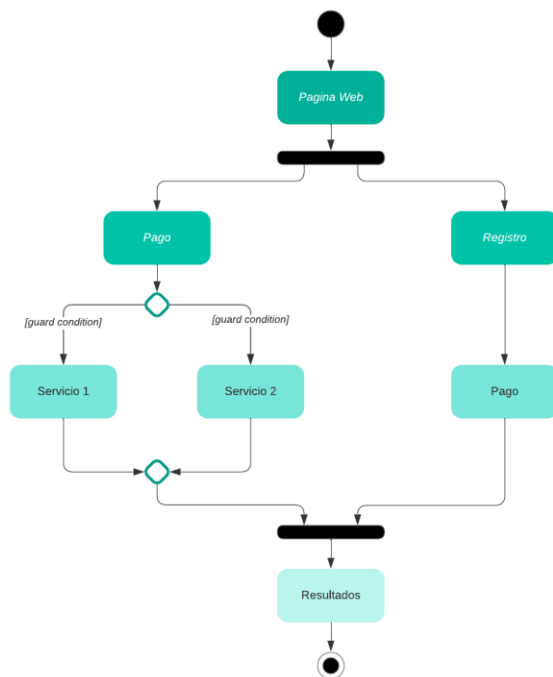 Pagina Web
Pago
Registro
[guard condition]
[guard condition]
Servicio 1
Servicio 2
Pago
Resultados